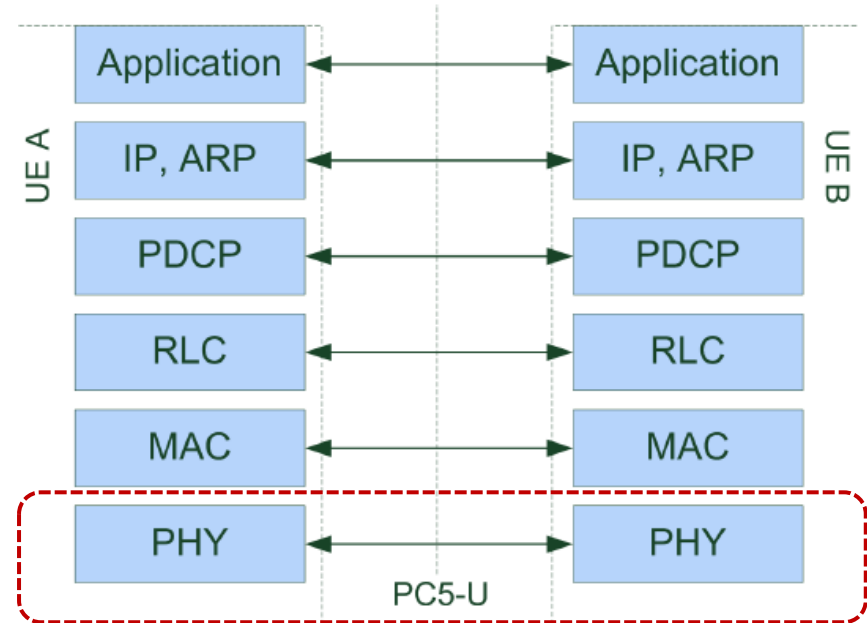 Application
Application
UE A
IP, ARP
IP, ARP
UE B
PDCP
PDCP
RLC
RLC
MAC
MAC
PHY
PHY
PC5-U